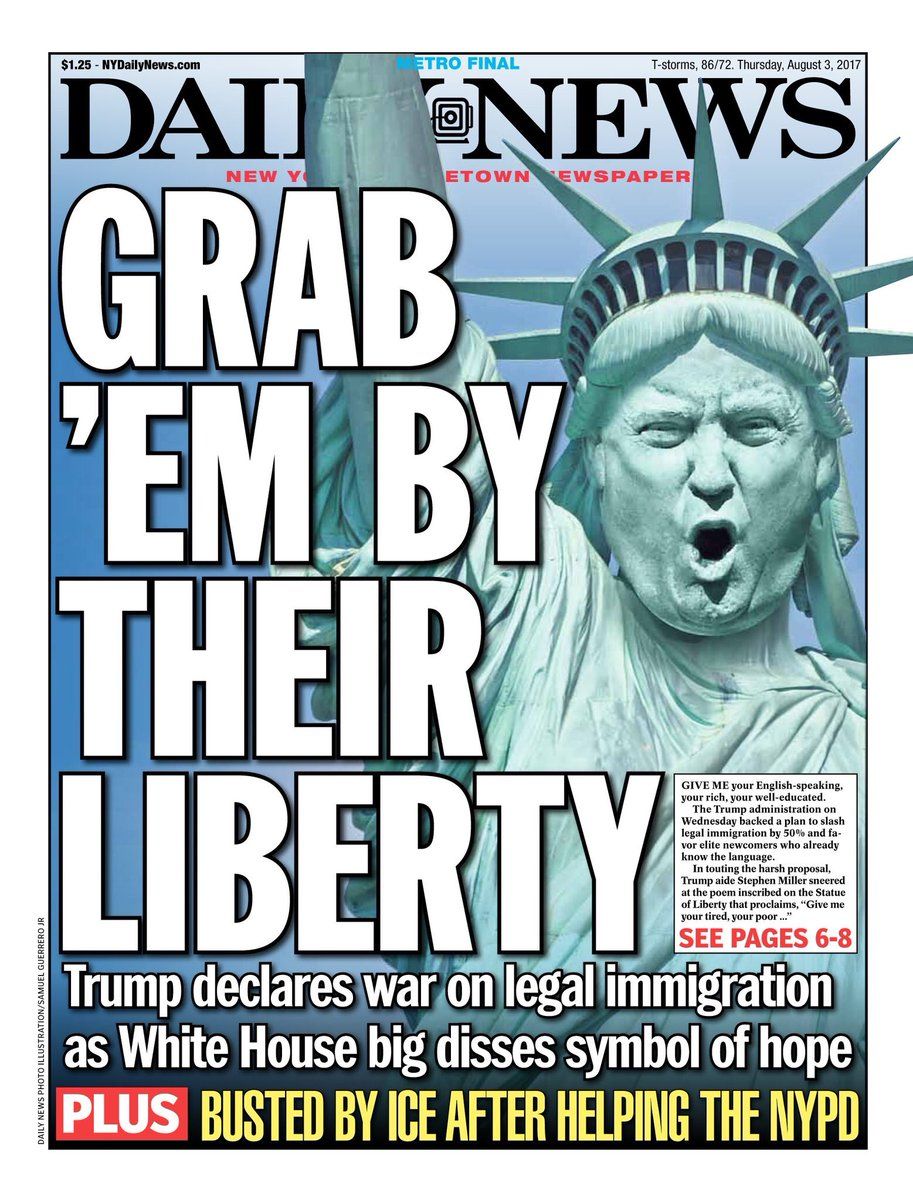 $1.25 - NYDailyNews.com
METRO FINAL
T-storms, 86/72. Thursday, August 3, 2017
DAILY NEWS
NEW YO ETOWN NEWSPAPER
GRAB
’EM BY
THEIR
LIBERTY
GIVE ME your English-speaking,
your rich, your well-educated.
The Trump administration on
Wednesday backed a plan to slash
legal immigration by 50% and fa-
vor elite newcomers who already
know the language.
In touting the harsh proposal,
Trump aide Stephen Miller sneered
at the poem inscribed on the Statue
of Liberty that proclaims, “Give me
your tired, your poor ...”
SEE PAGES 6-8
Trump declares war on legal immigration
as White House big disses symbol of hope
PLUS BUSTED BY ICE AFTER HELPING THE NYPD
DAILY NEWS PHOTO ILLUSTRATION/SAMUEL GUERRERO JR